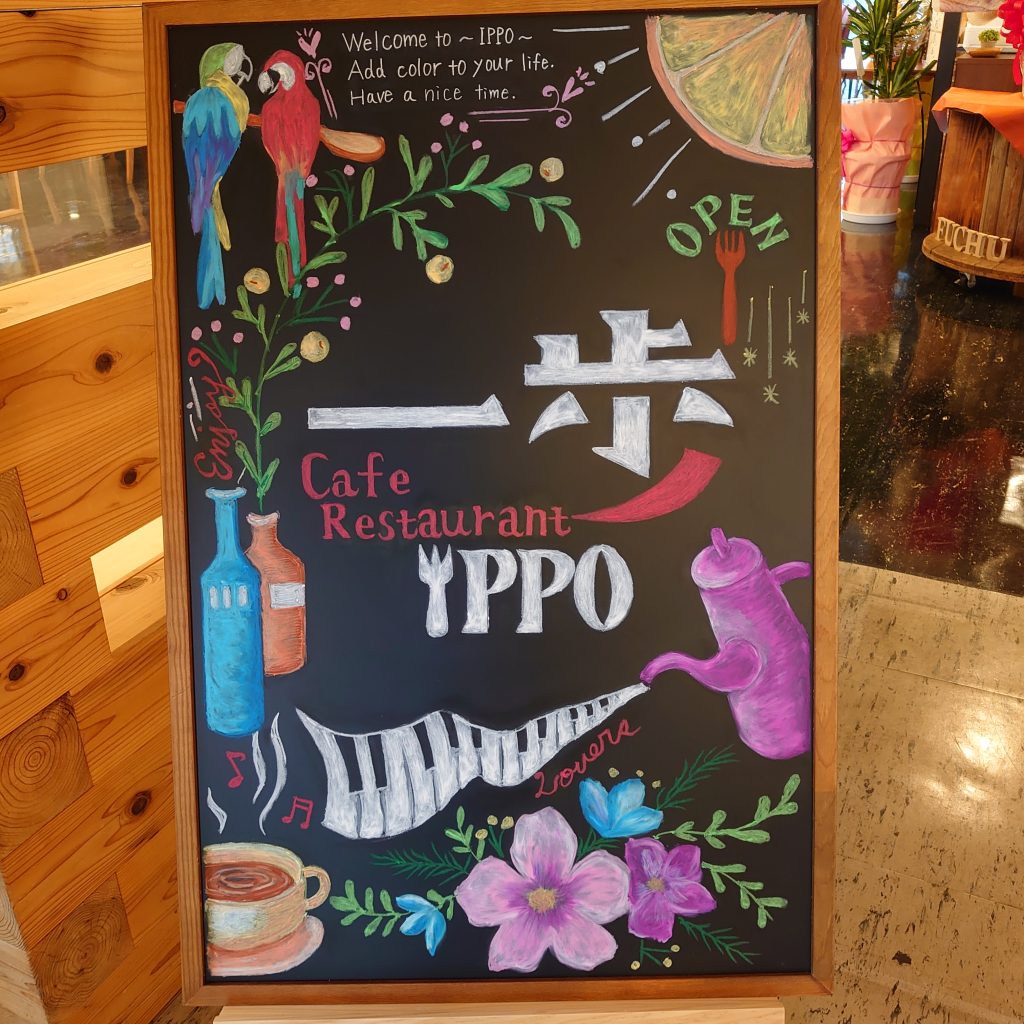 Welcome to ~ IPPO ~
Add color to your life.
Have a nice time.
OPEN
FUCHU
Enjoy
一歩
Cafe
Restaurant
IPPO
Lovers